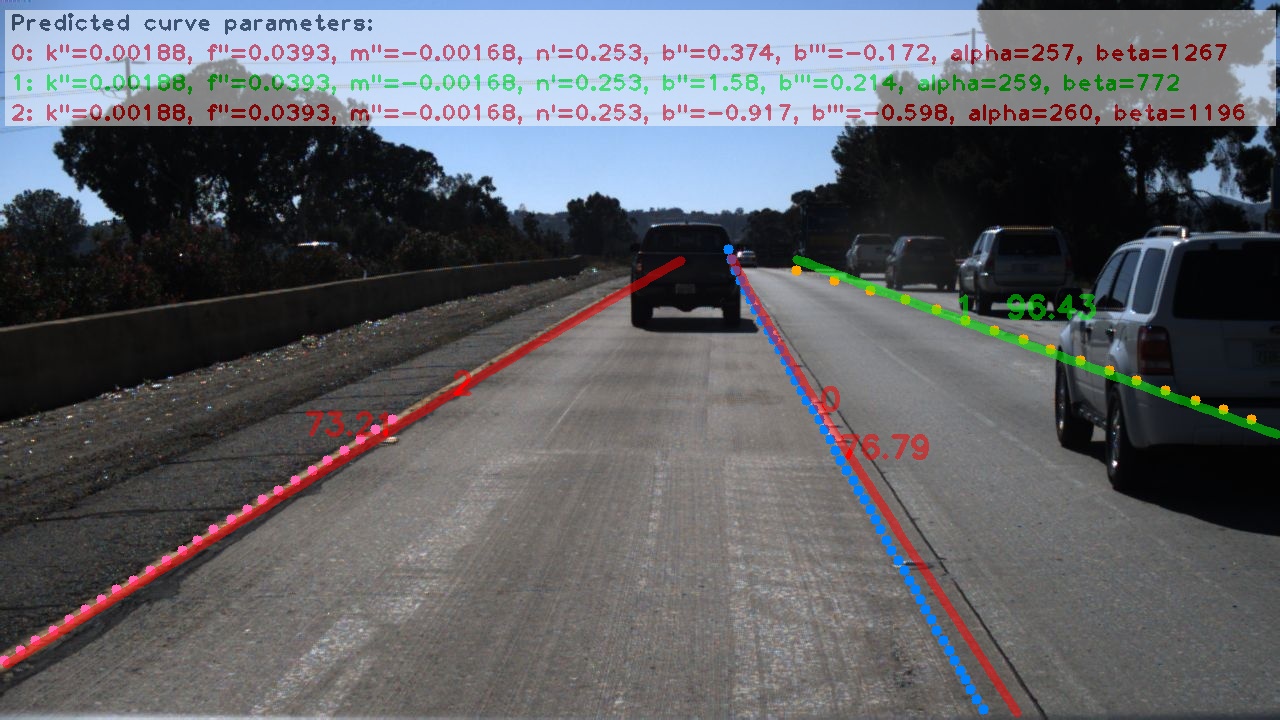 Predicted curve parameters:
0: k''=0.00188, f''=0.0393, m''=-0.00168, n'=0.253, b''=0.374, b'''=-0.172, alpha=257, beta=1267
1: k''=0.00188, f''=0.0393, m''=-0.00168, n'=0.253, b''=1.58, b'''=0.214, alpha=259, beta=772
2: k''=0.00188, f''=0.0393, m''=-0.00168, n'=0.253, b''=-0.917, b'''=-0.598, alpha=260, beta=1196
1 96.43
2
0
73.21
76.79